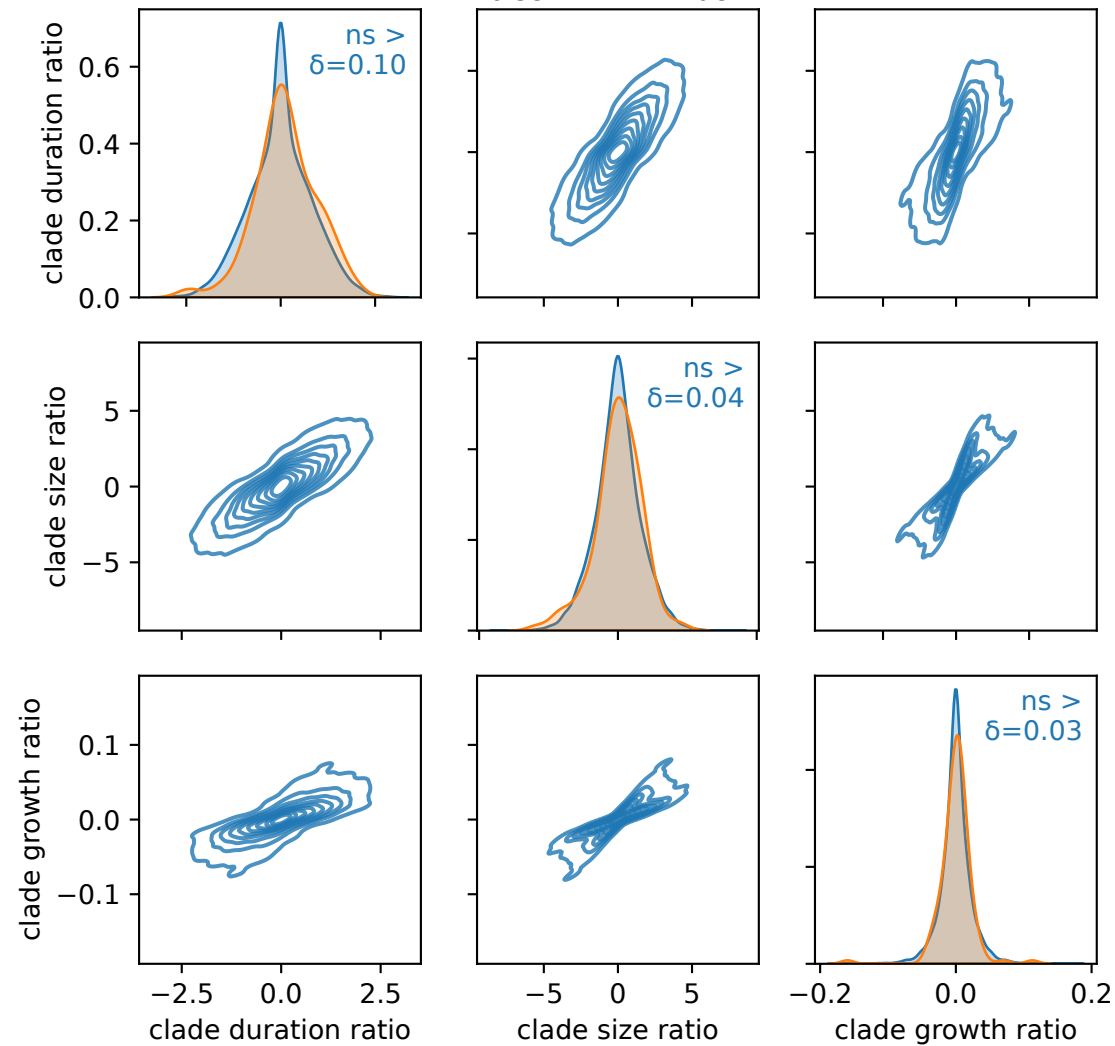 clade duration ratio
0.6
0.4
0.2
0.0
ns >
δ=0.10
clade size ratio
5
0
−5
ns >
δ=0.04
clade growth ratio
0.1
0.0
−0.1
ns >
δ=0.03
−2.5 0.0 2.5
−5 0 5
−0.2 0.0 0.2
clade duration ratio
clade size ratio
clade growth ratio